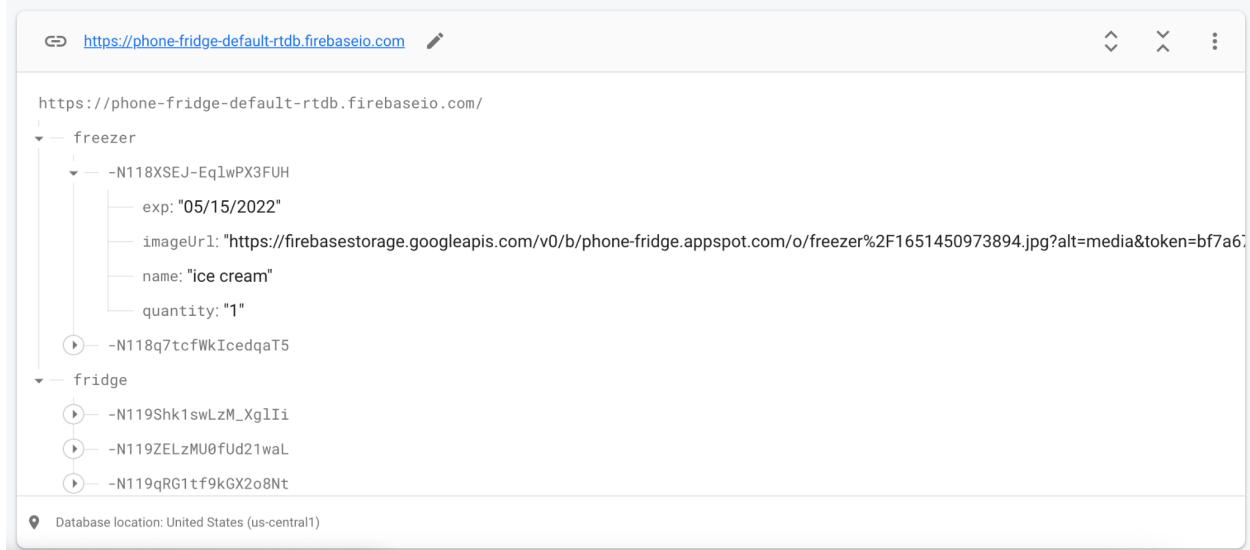 https://phone-fridge-default-rtdb.firebaseio.com
https://phone-fridge-default-rtdb.firebaseio.com/
freezer
-N118XSEJ-EqlwPX3FUH
exp: "05/15/2022"
imageUrl: "https://firebasestorage.googleapis.com/v0/b/phone-fridge.appspot.com/o/freezer%2F1651450973894.jpg?alt=media&token=bf7a67
name: "ice cream"
quantity: "1"
-N118q7tcfWkIcedqaT5
fridge
-N119Shk1swLzM_XglIi
-N119ZELzMU0fUd21waL
-N119qRG1tf9kGX2o8Nt
Database location: United States (us-central1)